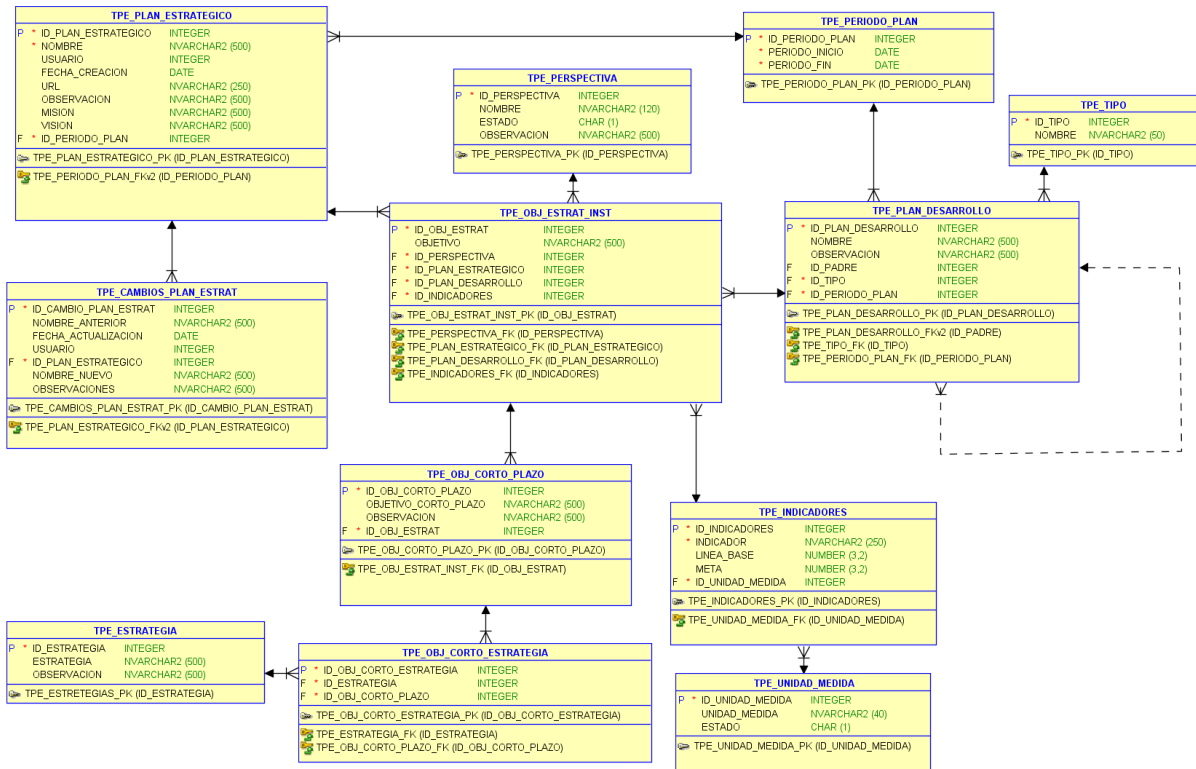 TPE_PLAN_ESTRATEGICO
P * ID_PLAN_ESTRATEGICO INTEGER
* NOMBRE NVARCHAR2 (500)
USUARIO INTEGER
FECHA_CREACION DATE
URL NVARCHAR2 (250)
OBSERVACION NVARCHAR2 (500)
MISION NVARCHAR2 (500)
VISION NVARCHAR2 (500)
F * ID_PERIODO_PLAN INTEGER
TPE_PLAN_ESTRATEGICO_PK (ID_PLAN_ESTRATEGICO)
TPE_PERIODO_PLAN_FKv2 (ID_PERIODO_PLAN)
TPE_PERIODO_PLAN
P * ID_PERIODO_PLAN INTEGER
* PERIODO_INICIO DATE
* PERIODO_FIN DATE
TPE_PERIODO_PLAN_PK (ID_PERIODO_PLAN)
TPE_PERSPECTIVA
P * ID_PERSPECTIVA INTEGER
NOMBRE NVARCHAR2 (120)
ESTADO CHAR (1)
OBSERVACION NVARCHAR2 (500)
TPE_PERSPECTIVA_PK (ID_PERSPECTIVA)
TPE_TIPO
P * ID_TIPO INTEGER
NOMBRE NVARCHAR2 (50)
TPE_TIPO_PK (ID_TIPO)
TPE_OBJ_ESTRAT_INST
P * ID_OBJ_ESTRAT INTEGER
OBJETIVO NVARCHAR2 (500)
F * ID_PERSPECTIVA INTEGER
F * ID_PLAN_ESTRATEGICO INTEGER
F * ID_PLAN_DESARROLLO INTEGER
F * ID_INDICADORES INTEGER
TPE_OBJ_ESTRAT_INST_PK (ID_OBJ_ESTRAT)
TPE_PERSPECTIVA_FK (ID_PERSPECTIVA)
TPE_PLAN_ESTRATEGICO_FK (ID_PLAN_ESTRATEGICO)
TPE_PLAN_DESARROLLO_FK (ID_PLAN_DESARROLLO)
TPE_INDICADORES_FK (ID_INDICADORES)
TPE_PLAN_DESARROLLO
P * ID_PLAN_DESARROLLO INTEGER
NOMBRE NVARCHAR2 (500)
OBSERVACION NVARCHAR2 (500)
F ID_PADRE INTEGER
F * ID_TIPO INTEGER
F * ID_PERIODO_PLAN INTEGER
TPE_PLAN_DESARROLLO_PK (ID_PLAN_DESARROLLO)
TPE_PLAN_DESARROLLO_FKv2 (ID_PADRE)
TPE_TIPO_FK (ID_TIPO)
TPE_PERIODO_PLAN_FK (ID_PERIODO_PLAN)
TPE_CAMBIOS_PLAN_ESTRAT
P * ID_CAMBIO_PLAN_ESTRAT INTEGER
NOMBRE_ANTERIOR NVARCHAR2 (500)
FECHA_ACTUALIZACION DATE
USUARIO INTEGER
F * ID_PLAN_ESTRATEGICO INTEGER
NOMBRE_NUEVO NVARCHAR2 (500)
OBSERVACIONES NVARCHAR2 (500)
TPE_CAMBIOS_PLAN_ESTRAT_PK (ID_CAMBIO_PLAN_ESTRAT)
TPE_PLAN_ESTRATEGICO_FKv2 (ID_PLAN_ESTRATEGICO)
TPE_OBJ_CORTO_PLAZO
P * ID_OBJ_CORTO_PLAZO INTEGER
OBJETIVO_CORTO_PLAZO NVARCHAR2 (500)
OBSERVACION NVARCHAR2 (500)
F * ID_OBJ_ESTRAT INTEGER
TPE_OBJ_CORTO_PLAZO_PK (ID_OBJ_CORTO_PLAZO)
TPE_OBJ_ESTRAT_INST_FK (ID_OBJ_ESTRAT)
TPE_INDICADORES
P * ID_INDICADORES INTEGER
* INDICADOR NVARCHAR2 (250)
LINEA_BASE NUMBER (3,2)
META NUMBER (3,2)
F * ID_UNIDAD_MEDIDA INTEGER
TPE_INDICADORES_PK (ID_INDICADORES)
TPE_UNIDAD_MEDIDA_FK (ID_UNIDAD_MEDIDA)
TPE_ESTRATEGIA
P * ID_ESTRATEGIA INTEGER
ESTRATEGIA NVARCHAR2 (500)
OBSERVACION NVARCHAR2 (500)
TPE_ESTRETEGIAS_PK (ID_ESTRATEGIA)
TPE_OBJ_CORTO_ESTRATEGIA
P * ID_OBJ_CORTO_ESTRATEGIA INTEGER
F * ID_ESTRATEGIA INTEGER
F * ID_OBJ_CORTO_PLAZO INTEGER
TPE_OBJ_CORTO_ESTRATEGIA_PK (ID_OBJ_CORTO_ESTRATEGIA)
TPE_ESTRATEGIA_FK (ID_ESTRATEGIA)
TPE_OBJ_CORTO_PLAZO_FK (ID_OBJ_CORTO_PLAZO)
TPE_UNIDAD_MEDIDA
P * ID_UNIDAD_MEDIDA INTEGER
UNIDAD_MEDIDA NVARCHAR2 (40)
ESTADO CHAR (1)
TPE_UNIDAD_MEDIDA_PK (ID_UNIDAD_MEDIDA)